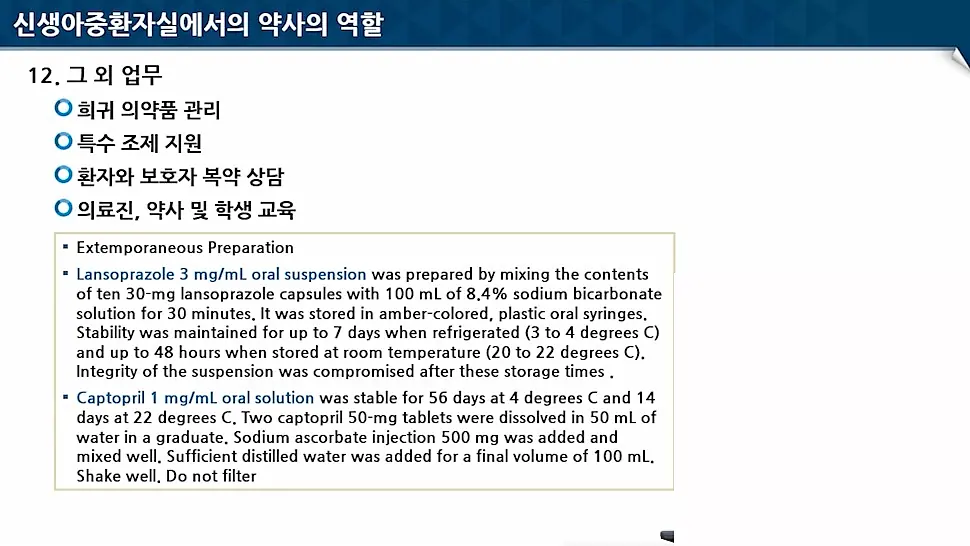 신생아중환자실에서의 약사의 역할
12. 그 외 업무
희귀 의약품 관리
특수 조제 지원
환자와 보호자 복약 상담
의료진, 약사 및 학생 교육
Extemporaneous Preparation
Lansoprazole 3 mg/mL oral suspension was prepared by mixing the contents
of ten 30-mg lansoprazole capsules with 100 mL of 8.4% sodium bicarbonate
solution for 30 minutes. It was stored in amber-colored, plastic oral syringes.
Stability was maintained for up to 7 days when refrigerated (3 to 4 degrees C)
and up to 48 hours when stored at room temperature (20 to 22 degrees C).
Integrity of the suspension was compromised after these storage times .
Captopril 1 mg/mL oral solution was stable for 56 days at 4 degrees C and 14
days at 22 degrees C. Two captopril 50-mg tablets were dissolved in 50 mL of
water in a graduate. Sodium ascorbate injection 500 mg was added and
mixed well. Sufficient distilled water was added for a final volume of 100 mL.
Shake well. Do not filter